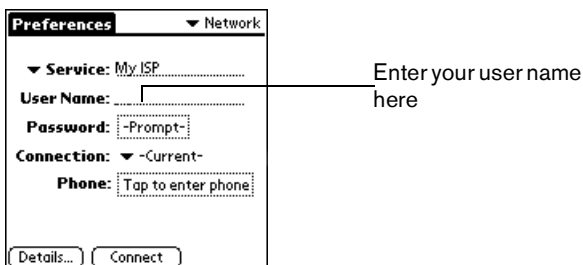 Preferences ▼ Network
▼ Service: My ISP
User Name:
Enter your user name
here
Password: -Prompt-
Connection: ▼ -Current-
Phone: Tap to enter phone
Details... Connect